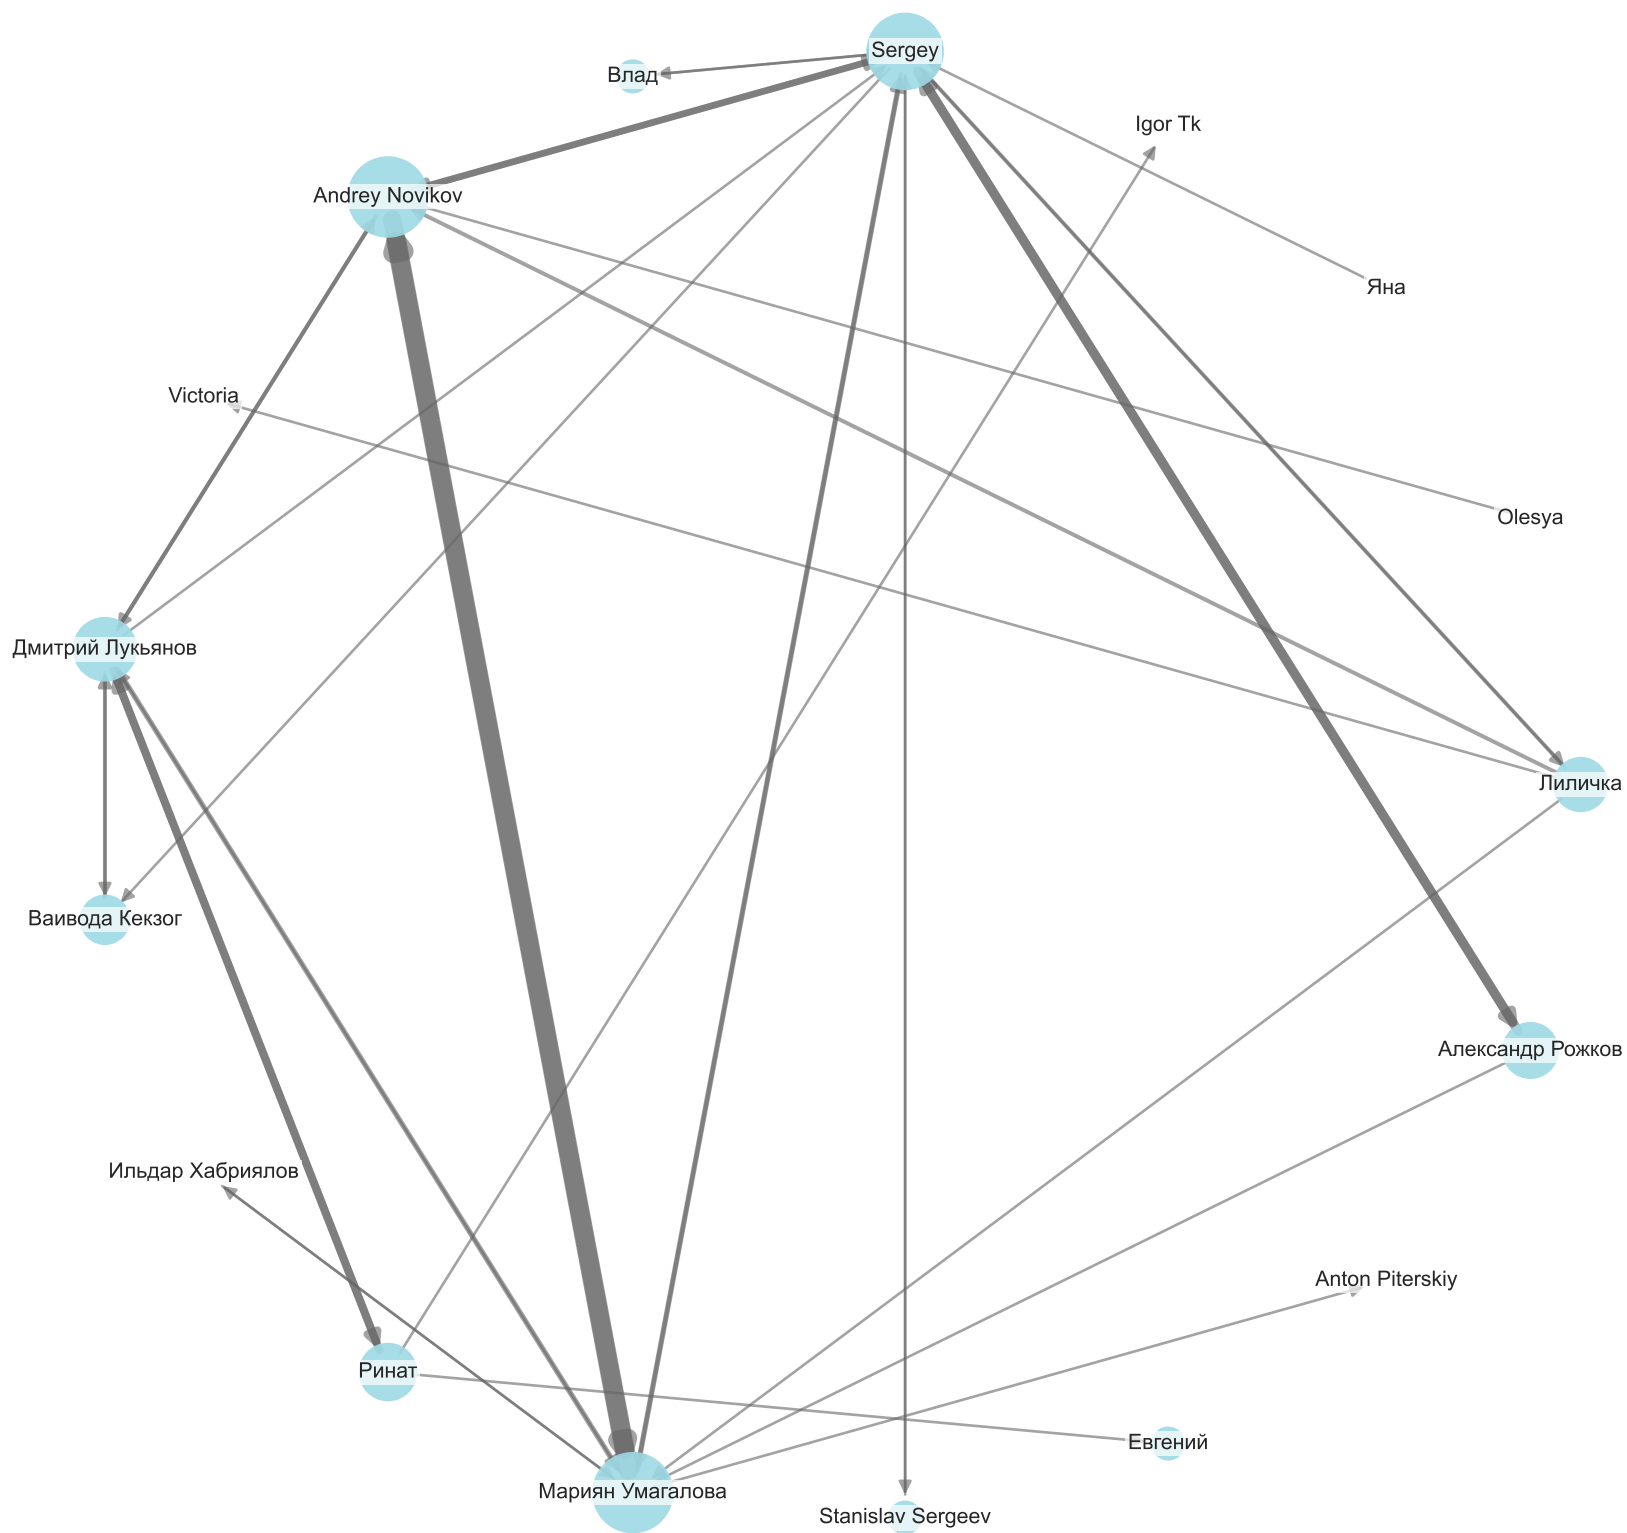 Sergey
Влад
Igor Tk
Andrey Novikov
Яна
Victoria
Olesya
Дмитрий Лукьянов
Лиличка
Ваивода Кекзог
Александр Рожков
Ильдар Хабриялов
Anton Piterskiy
Ринат
Евгений
Мариян Умагалова
Stanislav Sergeev